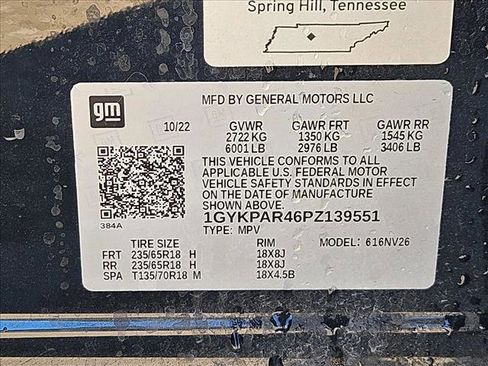 Spring Hill, Tennessee
gm
MFD BY GENERAL MOTORS LLC
10/22 GVWR GAWR FRT GAWR RR
2722 KG 1350 KG 1545 KG
6001 LB 2976 LB 3406 LB
THIS VEHICLE CONFORMS TO ALL
APPLICABLE U.S. FEDERAL MOTOR
VEHICLE SAFETY STANDARDS IN EFFECT
ON THE DATE OF MANUFACTURE
SHOWN ABOVE.
384A
1GYKPAR46PZ139551
TYPE: MPV MODEL: 616NV26
TIRE SIZE RIM
FRT 235/65R18 H 18X8J
RR 235/65R18 H 18X8J
SPA T135/70R18 M 18X4.5B